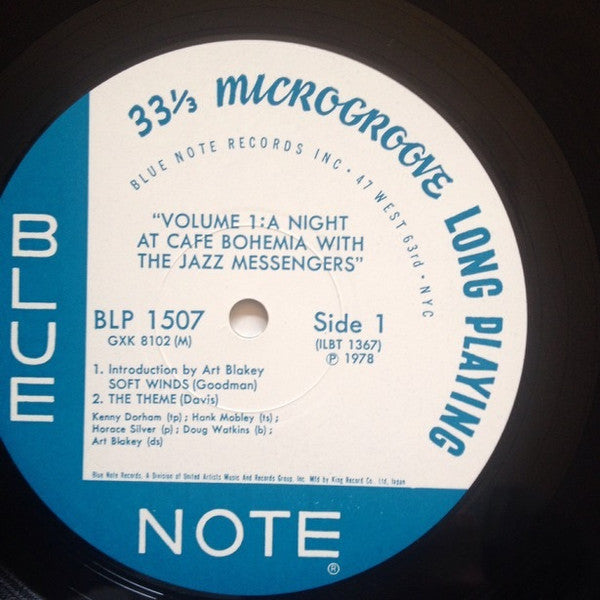 33⅓ MICROGROOVE LONG PLAYING
BLUE NOTE RECORDS INC • 47 WEST 63rd • NYC
"VOLUME 1:A NIGHT
AT CAFE BOHEMIA WITH
THE JAZZ MESSENGERS"
BLP 1507
GXK 8102 (M)
Side 1
(ILBT 1367)
℗ 1978
1. Introduction by Art Blakey
SOFT WINDS (Goodman)
2. THE THEME (Davis)
Kenny Dorham (tp) ; Hank Mobley (ts) ;
Horace Silver (p) ; Doug Watkins (b) ;
Art Blakey (ds)
Blue Note Records. A Division of United Artists Music And Records Group, Inc. Mfd by King Record Co. Ltd, Japan
BLUE
NOTE®